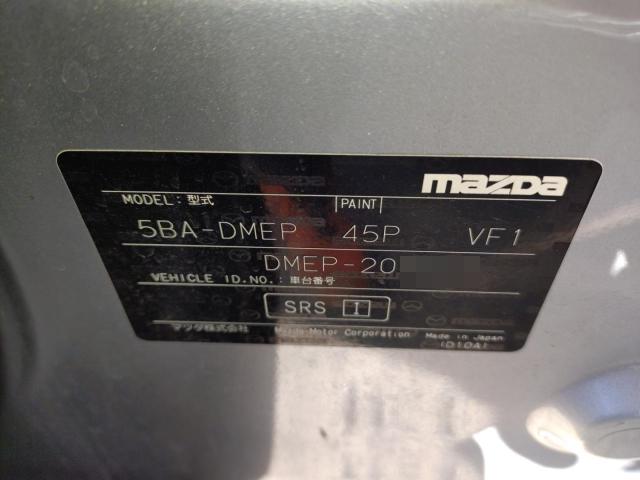 mazda
MODEL:型式 PAINT
5BA-DMEP 45P VF1
DMEP-20
VEHICLE ID.NO.:車台番号
SRS I
マツダ株式会社 Mazda Motor Corporation Made in Japan
(D10A)